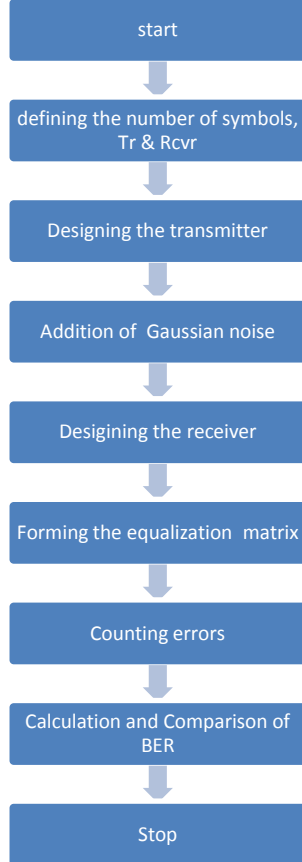 start
defining the number of symbols,
Tr & Rcvr
Designing the transmitter
Addition of Gaussian noise
Desigining the receiver
Forming the equalization matrix
Counting errors
Calculation and Comparison of
BER
Stop